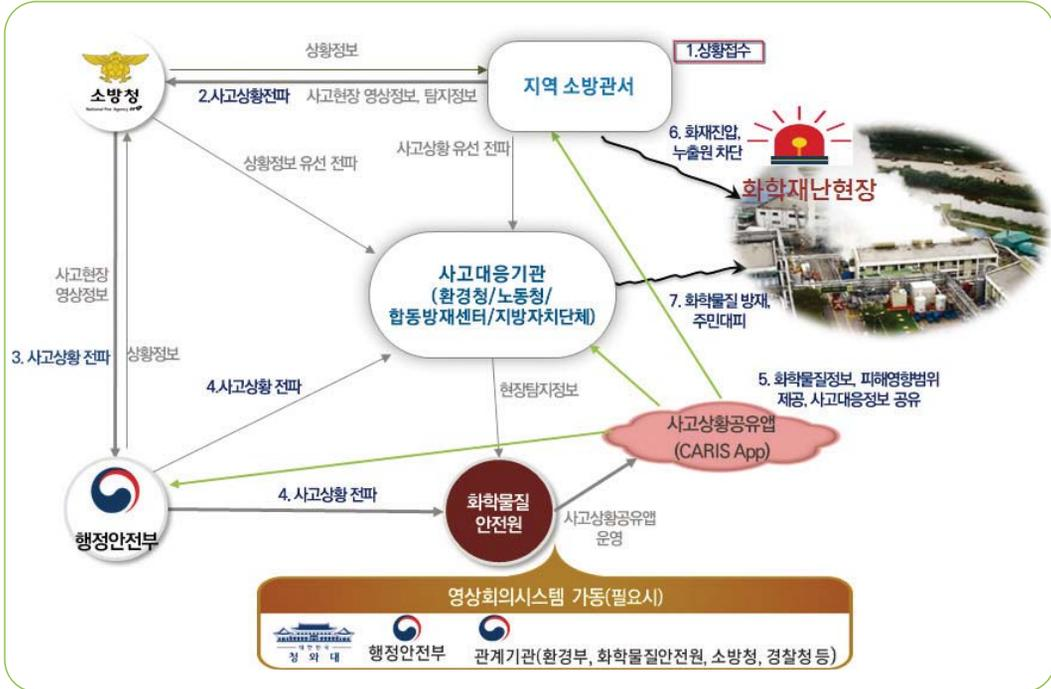 상황정보
1.상황접수
소방청
National Fire Agency 119
지역 소방관서
2.사고상황전파 사고현장 영상정보, 탐지정보
6. 화재진압,
누출원 차단
상황정보 유선 전파
사고상황 유선 전파
화학재난현장
사고현장
영상정보
사고대응기관
(환경청/노동청/
합동방재센터/지방자치단체)
7. 화학물질 방재,
주민대피
3. 사고상황 전파
상황정보
4.사고상황 전파
현장탐지정보
5. 화학물질정보, 피해영향범위
제공, 사고대응정보 공유
사고상황공유앱
(CARIS App)
행정안전부
4. 사고상황 전파
화학물질
안전원
사고상황공유앱
운영
영상회의시스템 가동(필요시)
대한민국
청와대
행정안전부
관계기관(환경부, 화학물질안전원, 소방청, 경찰청 등)